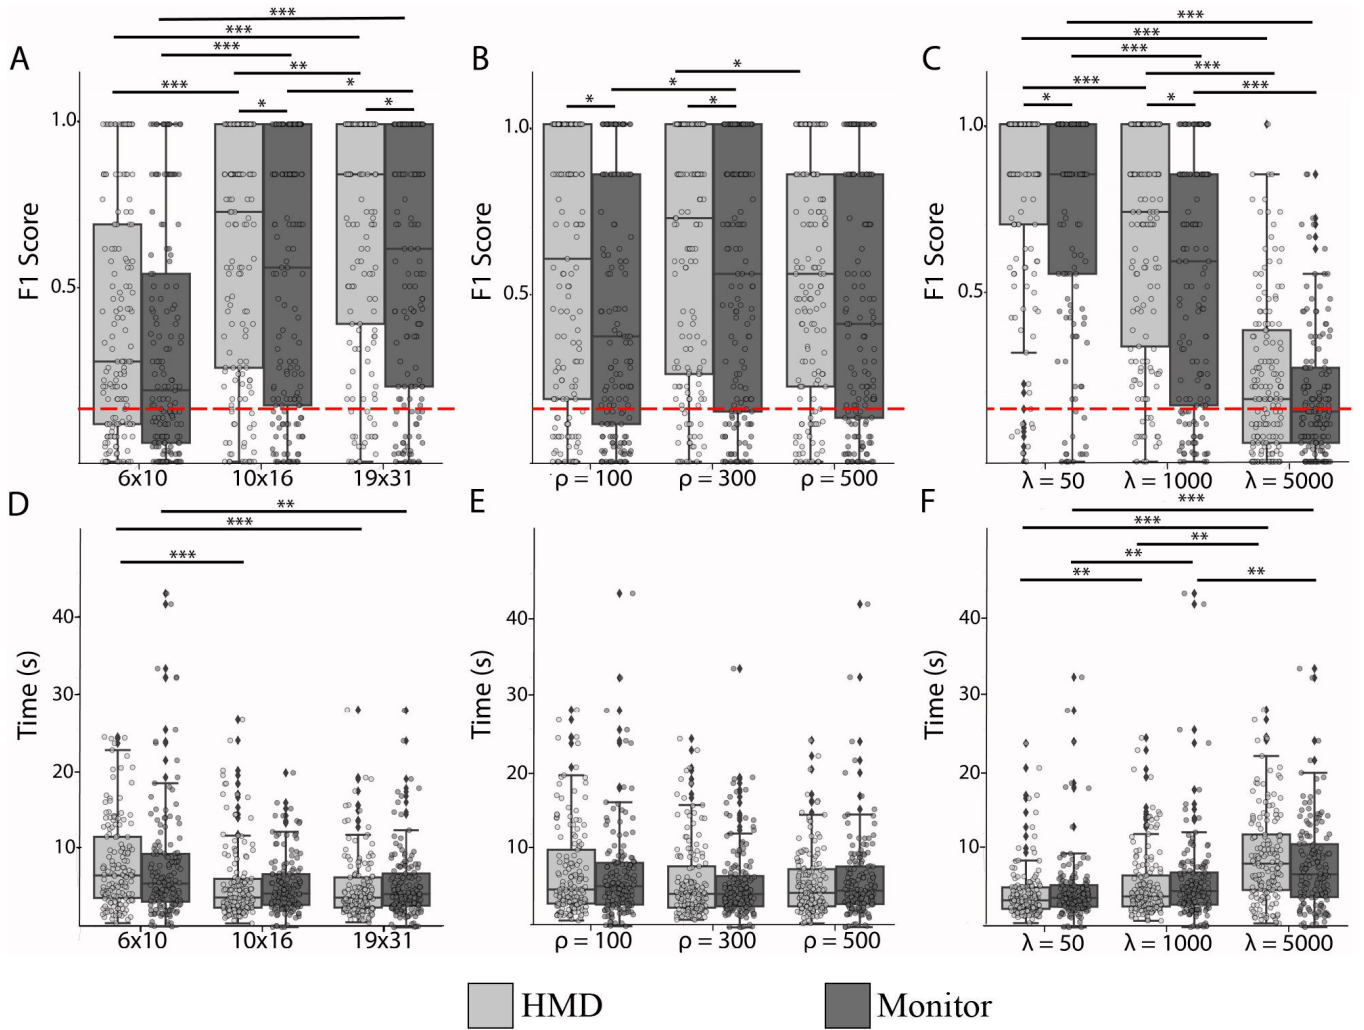 A
B
C
***
***
***
***
**
***
*
*
*
*
*
*
*
***
***
***
***
***
***
*
*
F1 Score
1.0
0.5
6x10
10x16
19x31
F1 Score
1.0
0.5
ρ = 100
ρ = 300
ρ = 500
F1 Score
1.0
0.5
λ = 50
λ = 1000
λ = 5000
D
E
F
**
***
***
***
***
**
**
**
**
Time (s)
40
30
20
10
6x10
10x16
19x31
Time (s)
40
30
20
10
ρ = 100
ρ = 300
ρ = 500
Time (s)
40
30
20
10
λ = 50
λ = 1000
λ = 5000
HMD
Monitor